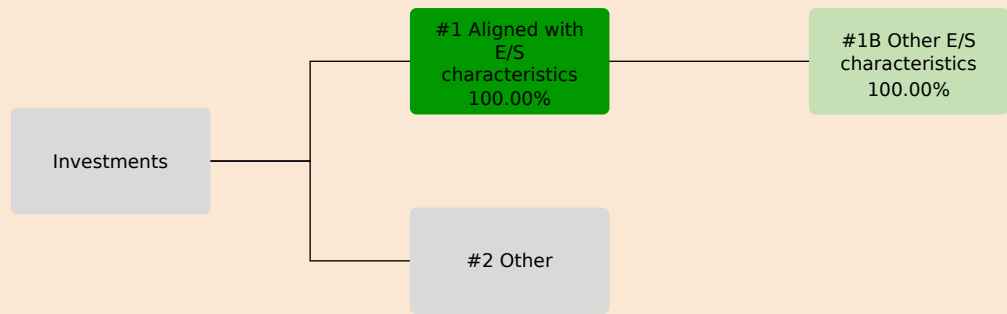 #1 Aligned with
E/S
characteristics
100.00%
#1B Other E/S
characteristics
100.00%
Investments
#2 Other